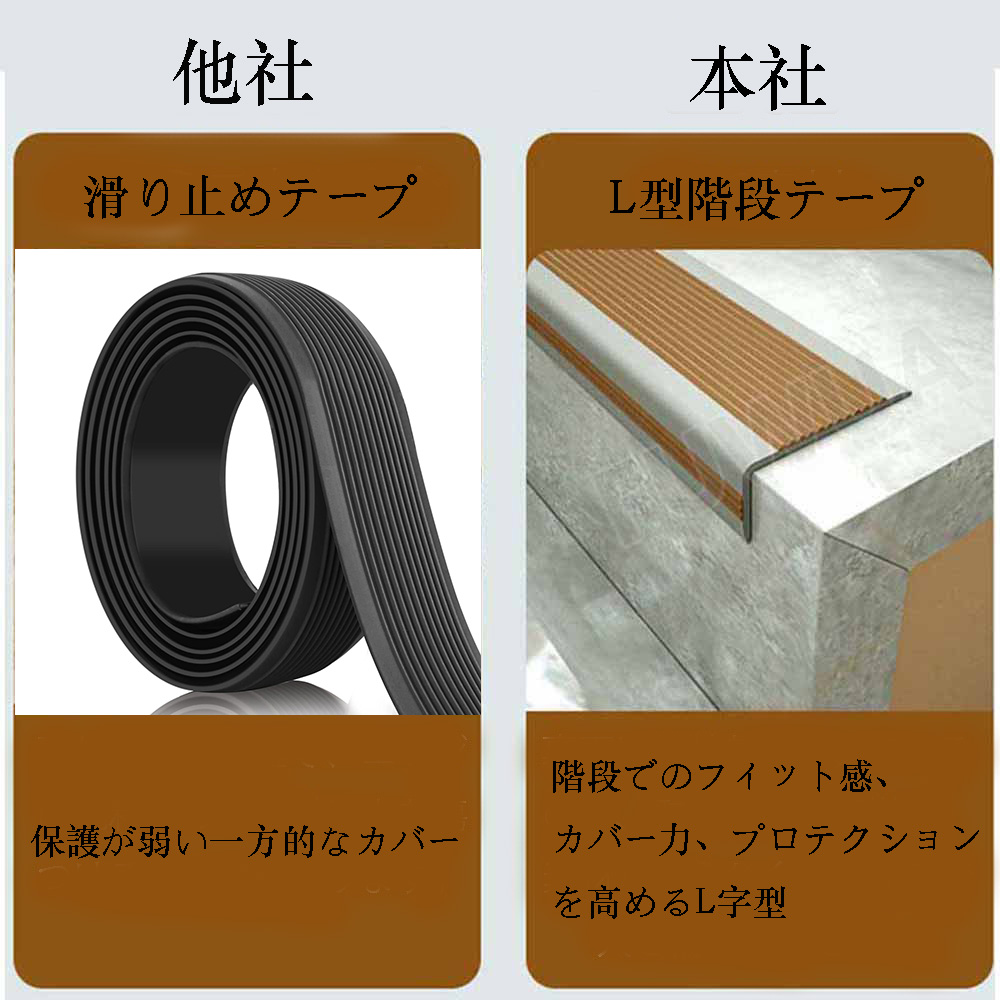 他社
滑り止めテープ
保護が弱い一方的なカバー
本社
L型階段テープ
階段でのフィット感、
カバー力、プロテクション
を高めるL字型